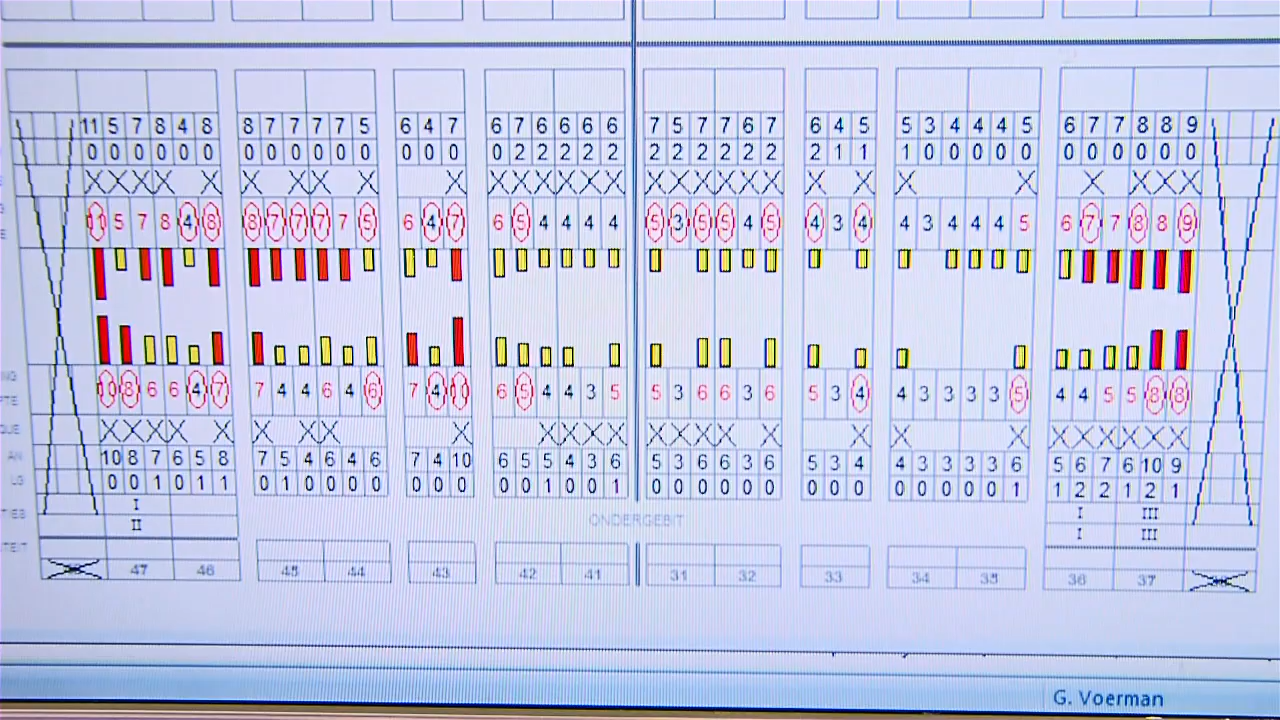 11 5 7 8 4 8 8 7 7 7 7 5 6 4 7 6 7 6 6 6 6 7 5 7 7 6 7 6 4 5 5 3 4 4 4 5 6 7 7 8 8 9
0 0 0 0 0 0 0 0 0 0 0 0 0 0 0 0 2 2 2 2 2 2 2 2 2 2 2 2 1 1 1 0 0 0 0 0 0 0 0 0 0 0
X X X X X X X X X X X X X X X X X X X X X X X X X X X X X X X
11 5 7 8 4 8 8 7 7 7 7 5 6 4 7 6 5 4 4 4 4 5 3 5 5 4 5 4 3 4 4 3 4 4 4 5 6 7 7 8 8 9
10 8 6 6 4 7 7 4 4 6 4 6 7 4 10 6 5 4 4 3 5 5 3 6 6 3 6 5 3 4 4 3 3 3 3 5 4 4 5 5 8 8
X X X X X X X X X X X X X X X X X X X X X X X X X X X
10 8 7 6 5 8 7 5 4 6 4 6 7 4 10 6 5 5 4 3 6 5 3 6 6 3 6 5 3 4 4 3 3 3 3 6 5 6 7 6 10 9
0 0 1 0 1 1 0 1 0 0 0 0 0 0 0 0 0 1 0 0 1 0 0 0 0 0 0 0 0 0 0 0 0 0 0 1 1 2 2 1 2 1
I I III
II I III
ONDERGEBIT
47 46 45 44 43 42 41 31 32 33 34 35 36 37
G. Voerman